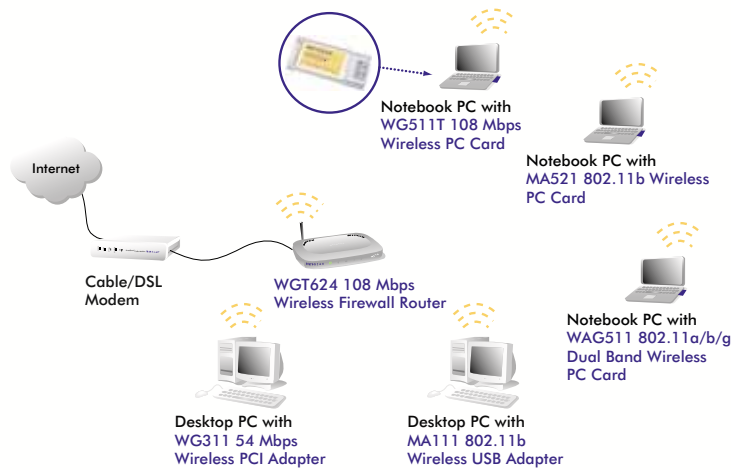 Notebook PC with
WG511T 108 Mbps
Wireless PC Card
Notebook PC with
MA521 802.11b Wireless
PC Card
Internet
Cable/DSL
Modem
WGT624 108 Mbps
Wireless Firewall Router
Notebook PC with
WAG511 802.11a/b/g
Dual Band Wireless
PC Card
Desktop PC with
WG311 54 Mbps
Wireless PCI Adapter
Desktop PC with
MA111 802.11b
Wireless USB Adapter